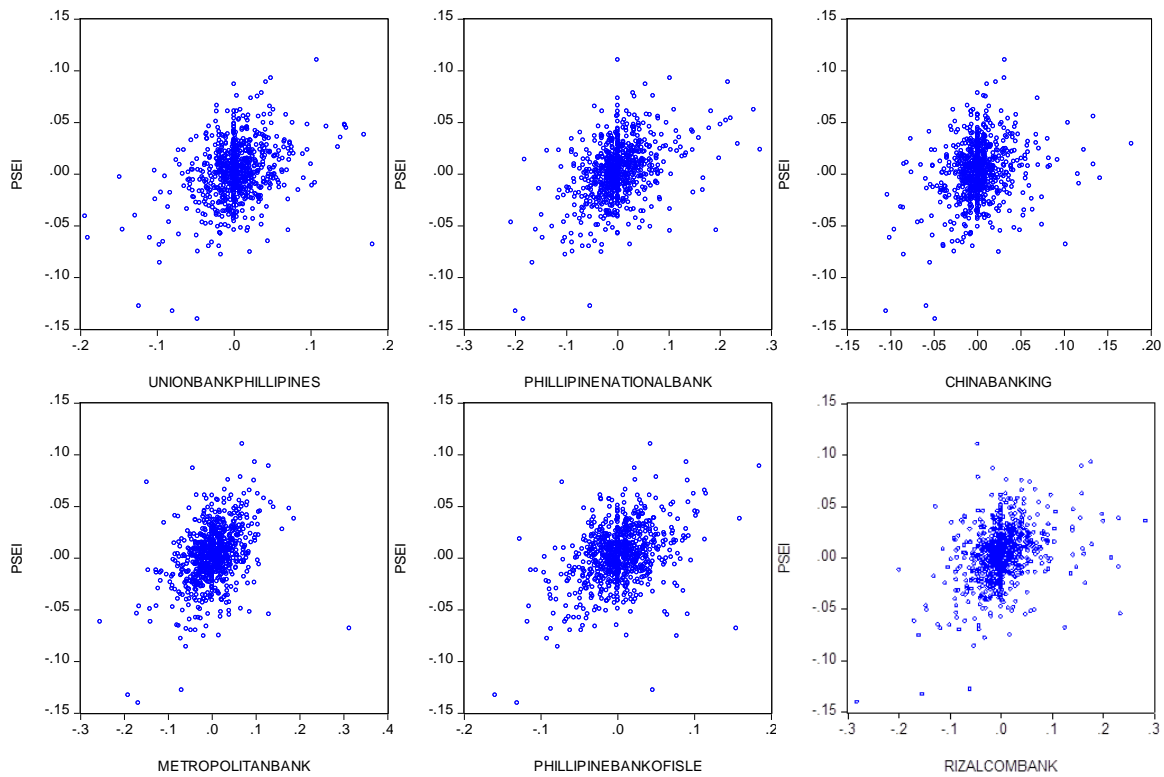 PSEI
.15
.10
.05
.00
-.05
-.10
-.15
-.2 -.1 .0 .1 .2
UNIONBANKPHILLIPINES
PSEI
.15
.10
.05
.00
-.05
-.10
-.15
-.3 -.2 -.1 .0 .1 .2 .3
PHILLIPINENATIONALBANK
PSEI
.15
.10
.05
.00
-.05
-.10
-.15
-.15 -.10 -.05 .00 .05 .10 .15 .20
CHINABANKING
PSEI
.15
.10
.05
.00
-.05
-.10
-.15
-.3 -.2 -.1 .0 .1 .2 .3 .4
METROPOLITANBANK
PSEI
.15
.10
.05
.00
-.05
-.10
-.15
-.2 -.1 .0 .1 .2
PHILLIPINEBANKOFISLE
PSEI
.15
.10
.05
.00
-.05
-.10
-.15
-.3 -.2 -.1 .0 .1 .2 .3
RIZALCOMBANK